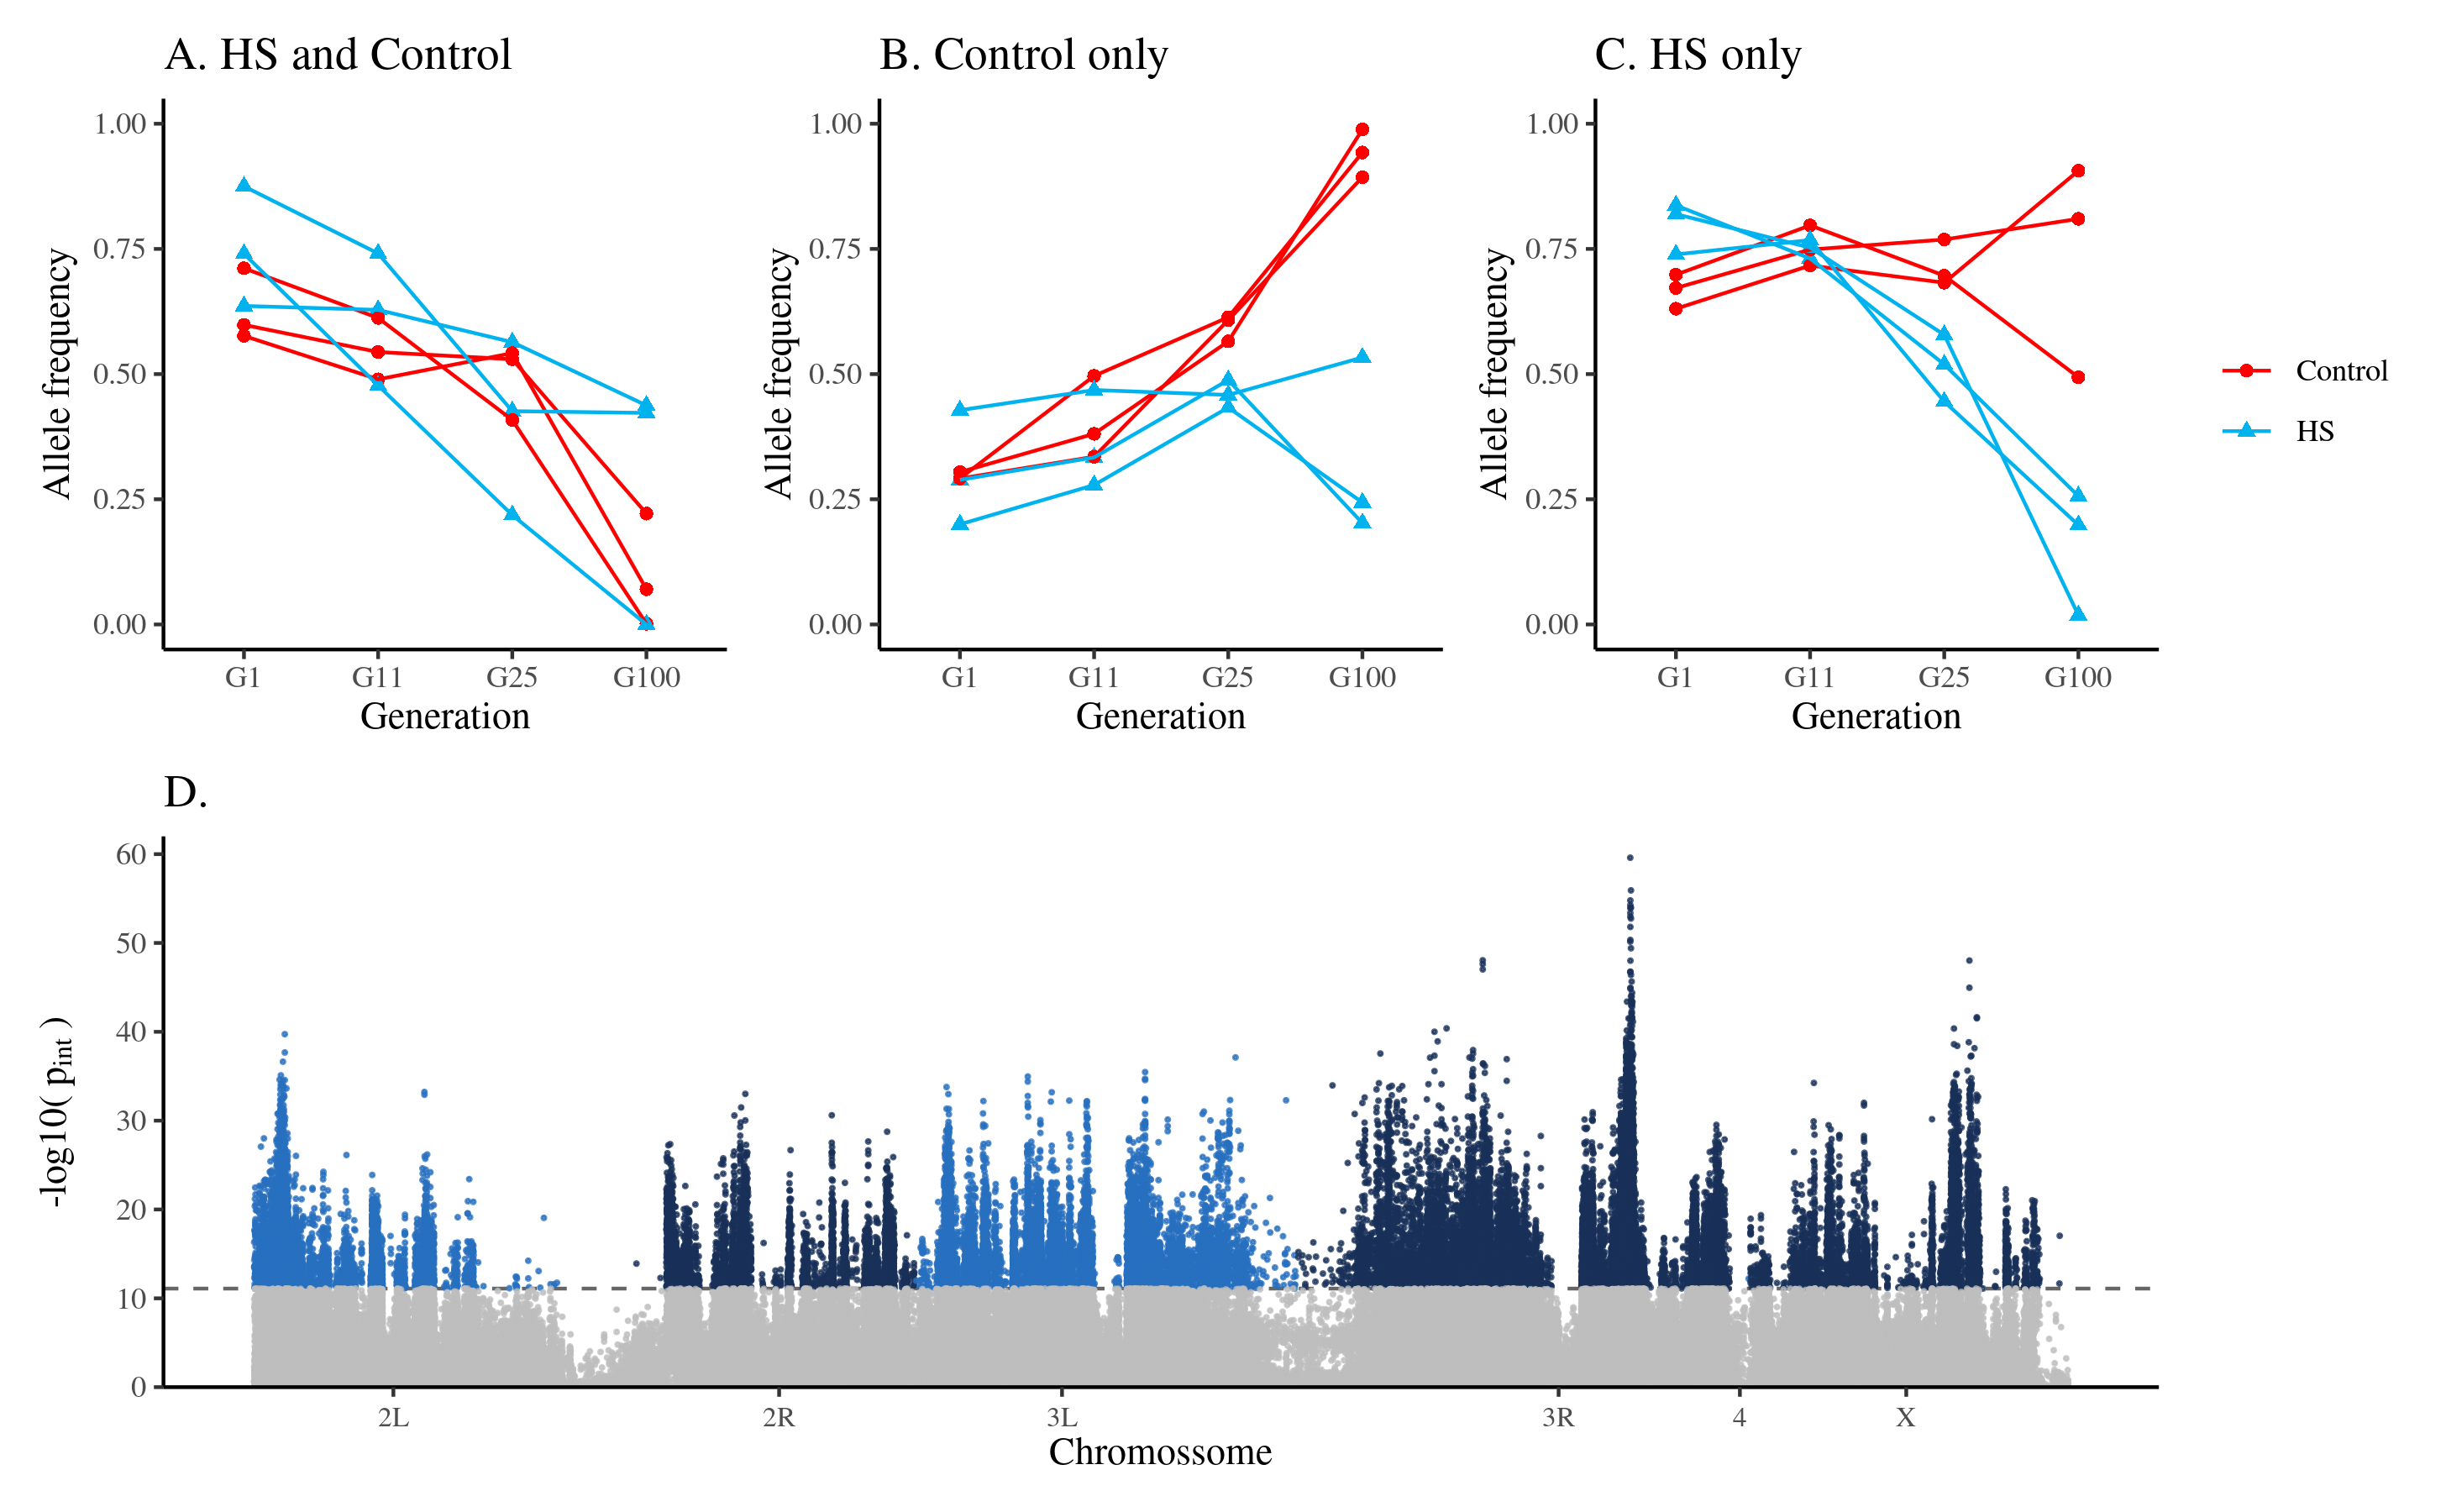 A. HS and Control
B. Control only
C. HS only
Allele frequency
1.00
0.75
0.50
0.25
0.00
G1 G11 G25 G100
Generation
Allele frequency
1.00
0.75
0.50
0.25
0.00
G1 G11 G25 G100
Generation
Allele frequency
1.00
0.75
0.50
0.25
0.00
G1 G11 G25 G100
Generation
Control
HS
D.
-log10( pint )
60
50
40
30
20
10
0
2L 2R 3L 3R 4 X
Chromossome